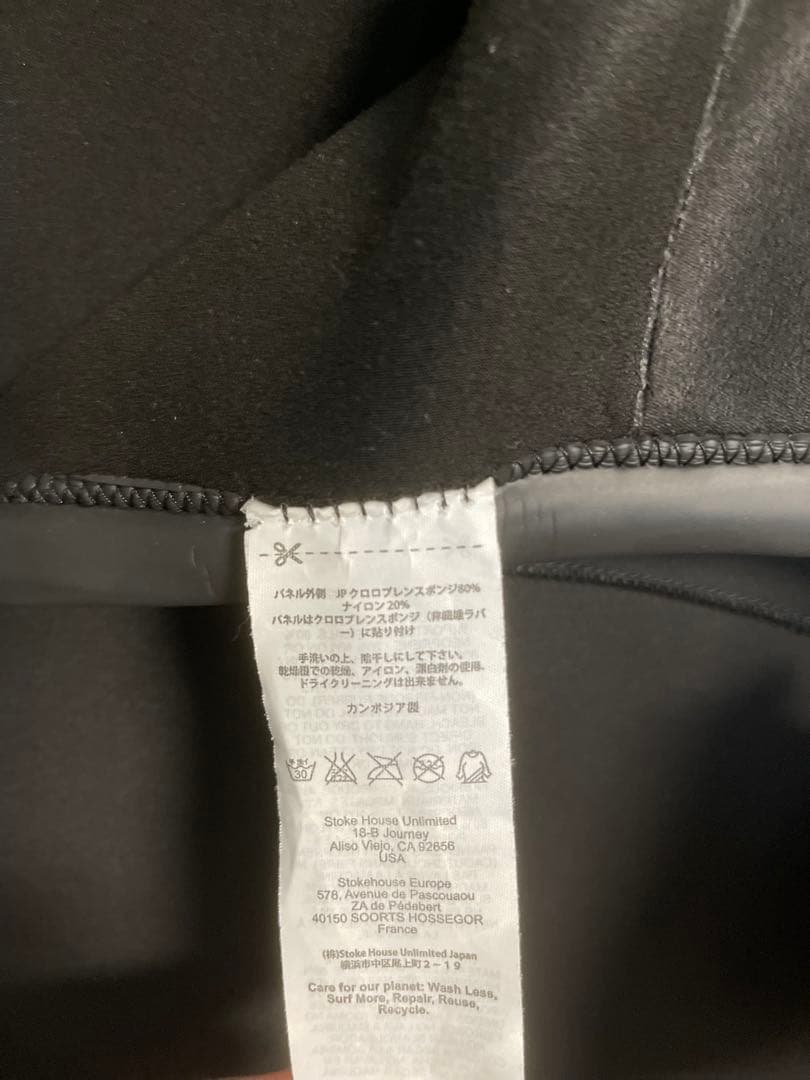 パネル外側 JPクロロプレンスポンジ80%
ナイロン20%
パネルはクロロプレンスポンジ（非繊維ラバ
ー）に貼り付け
手洗いの上、陰干しにして下さい。
乾燥機での乾燥、アイロン、漂白剤の使用、
ドライクリーニングは出来ません。
カンボジア製
Stoke House Unlimited
18-B Journey
Aliso Viejo, CA 92656
USA
Stokehouse Europe
578, Avenue de Pascouaou
ZA de Pédebert
40150 SOORTS HOSSEGOR
France
(株)Stoke House Unlimited Japan
横浜市中区尾上町2-19
Care for our planet: Wash Less,
Surf More, Repair, Reuse,
Recycle.